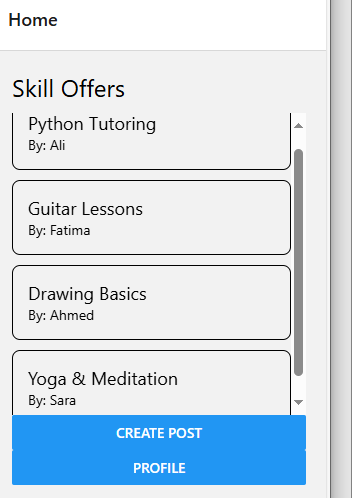 Home
Skill Offers
Python Tutoring
By: Ali
Guitar Lessons
By: Fatima
Drawing Basics
By: Ahmed
Yoga & Meditation
By: Sara
CREATE POST
PROFILE